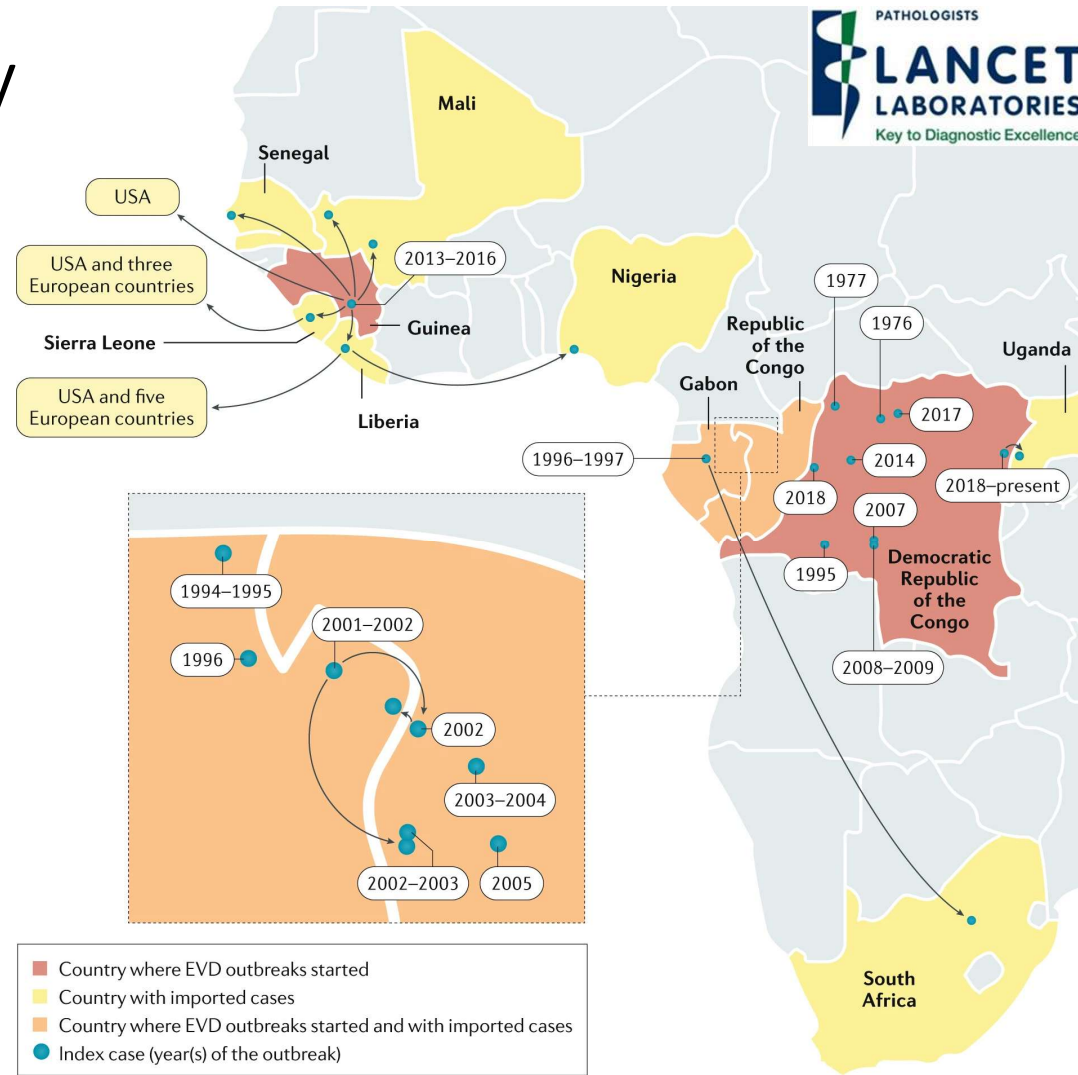 y
PATHOLOGISTS
LANCET
LABORATORIES
Key to Diagnostic Excellence
Mali
Senegal
USA
2013–2016
USA and three
European countries
Nigeria
Guinea
Sierra Leone
USA and five
European countries
Liberia
1977
1976
Republic
of the
Congo
Uganda
Gabon
2017
1996–1997
2014
2018
2018–present
2007
1995
Democratic
Republic
of the
Congo
2008–2009
1994–1995
2001–2002
1996
2002
2003–2004
2002–2003
2005
South
Africa
Country where EVD outbreaks started
Country with imported cases
Country where EVD outbreaks started and with imported cases
Index case (year(s) of the outbreak)